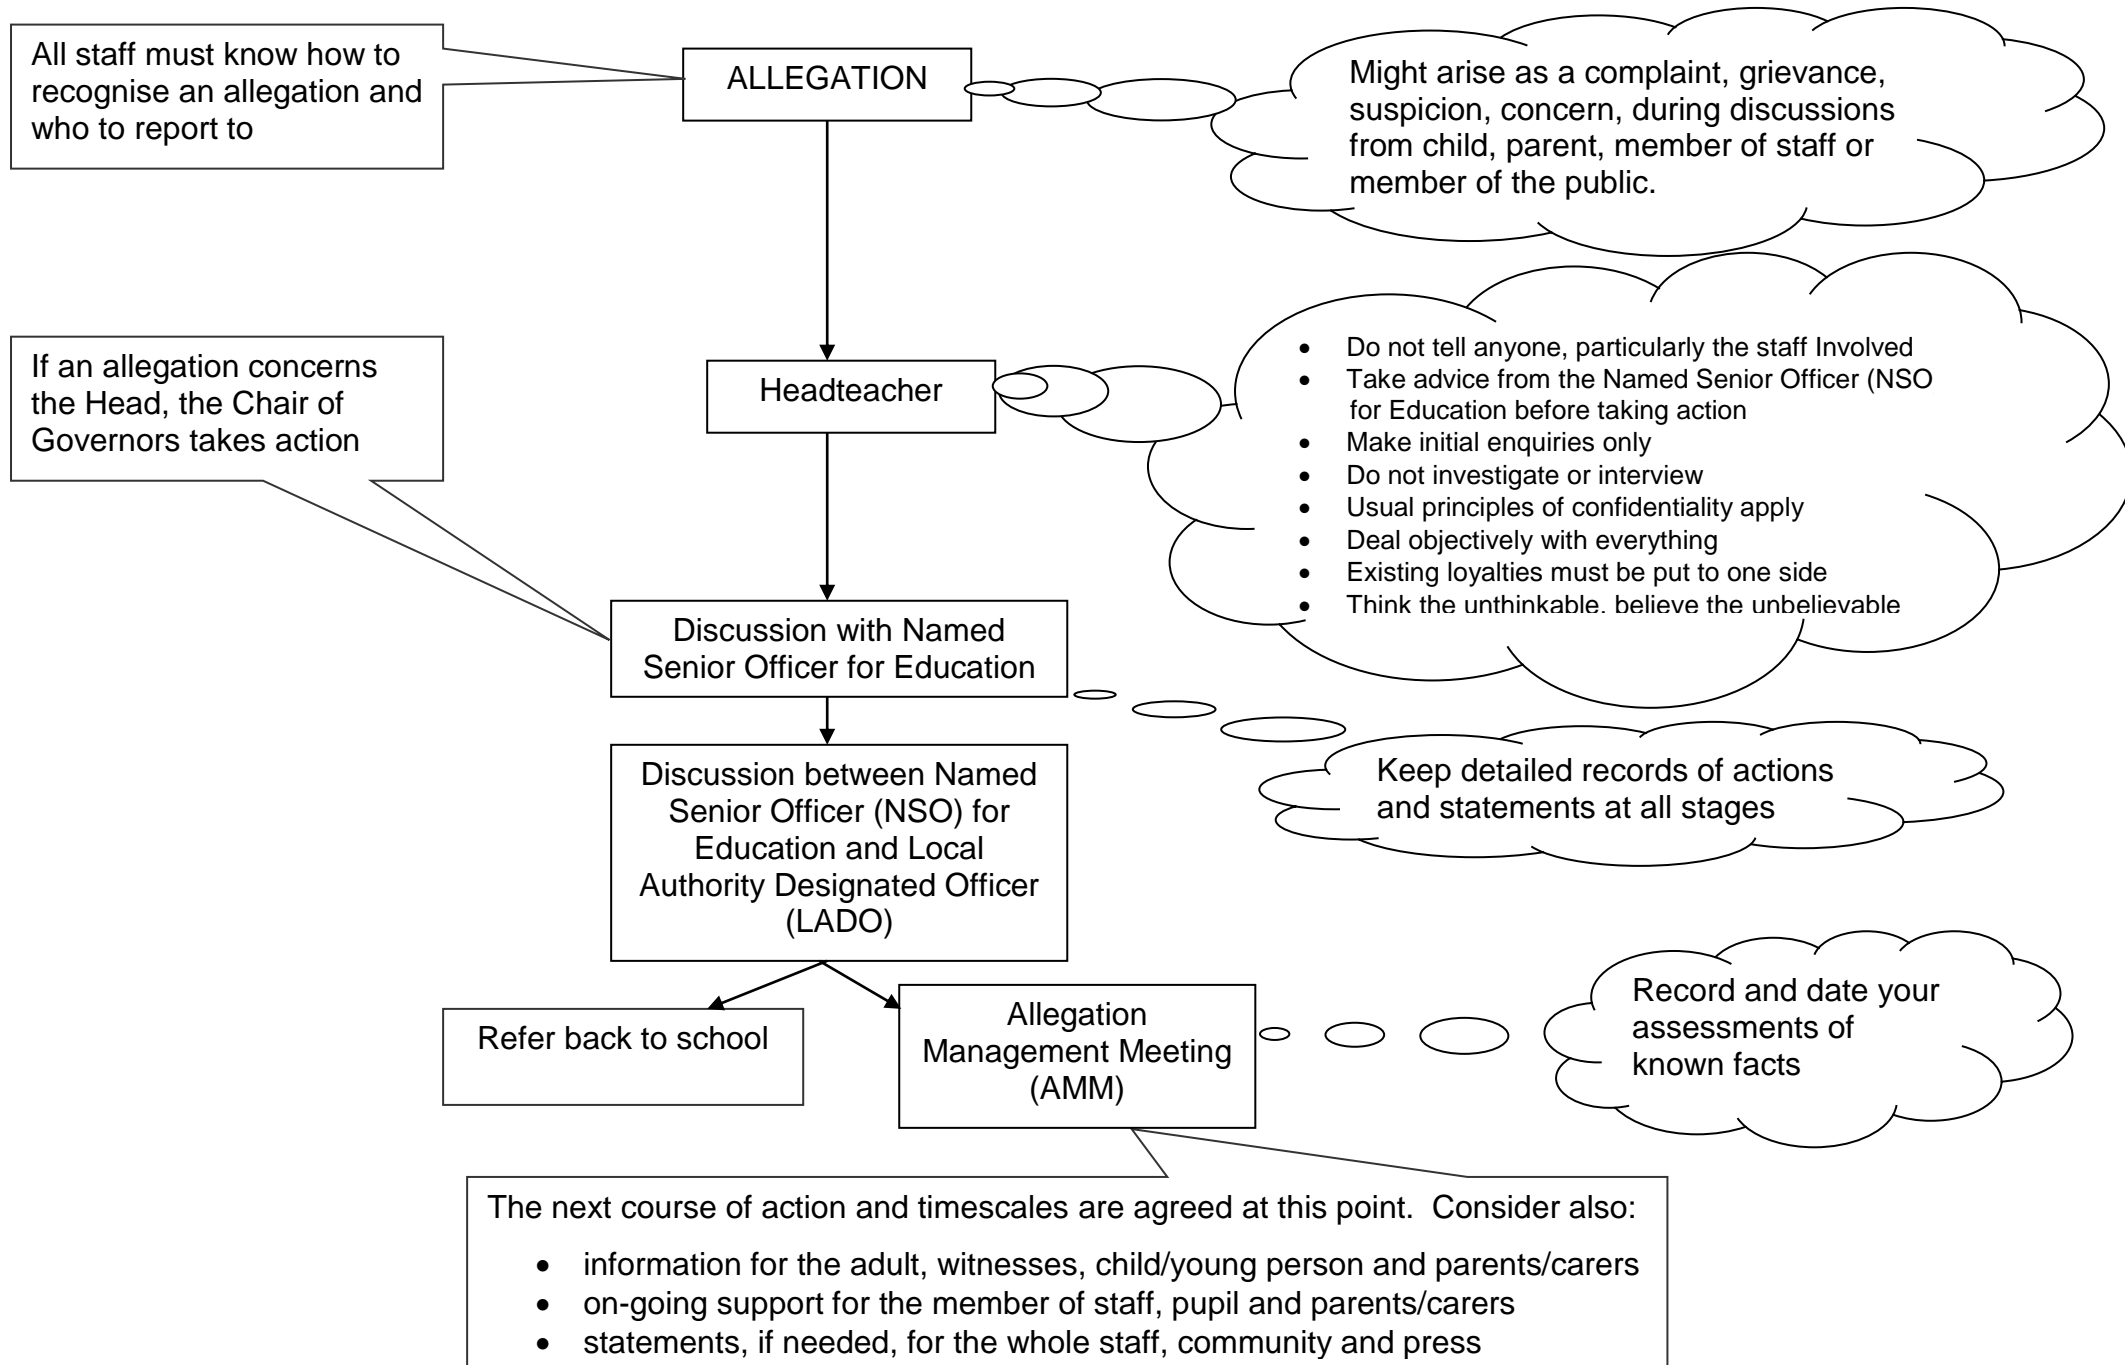 All staff must know how to
recognise an allegation and
who to report to
ALLEGATION
Might arise as a complaint, grievance,
suspicion, concern, during discussions
from child, parent, member of staff or
member of the public.
If an allegation concerns
the Head, the Chair of
Governors takes action
Headteacher
• Do not tell anyone, particularly the staff Involved
• Take advice from the Named Senior Officer (NSO
for Education before taking action
• Make initial enquiries only
• Do not investigate or interview
• Usual principles of confidentiality apply
• Deal objectively with everything
• Existing loyalties must be put to one side
• Think the unthinkable, believe the unbelievable
Discussion with Named
Senior Officer for Education
Keep detailed records of actions
and statements at all stages
Discussion between Named
Senior Officer (NSO) for
Education and Local
Authority Designated Officer
(LADO)
Refer back to school
Allegation
Management Meeting
(AMM)
Record and date your
assessments of
known facts
The next course of action and timescales are agreed at this point.  Consider also:
• information for the adult, witnesses, child/young person and parents/carers
• on-going support for the member of staff, pupil and parents/carers
• statements, if needed, for the whole staff, community and press